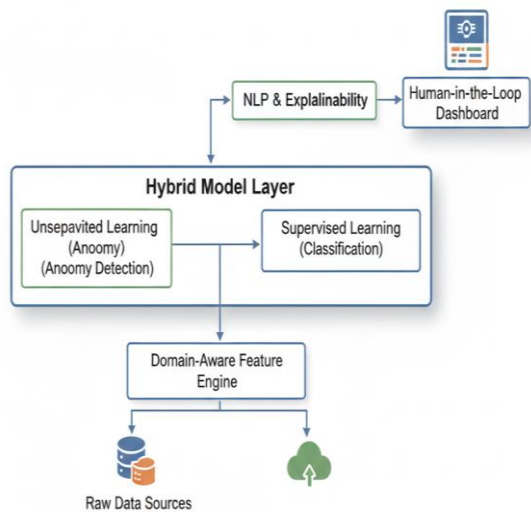 NLP & Explalinability
Human-in-the-Loop
Dashboard
Hybrid Model Layer
Unsepavited Learning
(Anoomy)
(Anoomy Detection)
Supervised Learning
(Classification)
Domain-Aware Feature
Engine
Raw Data Sources